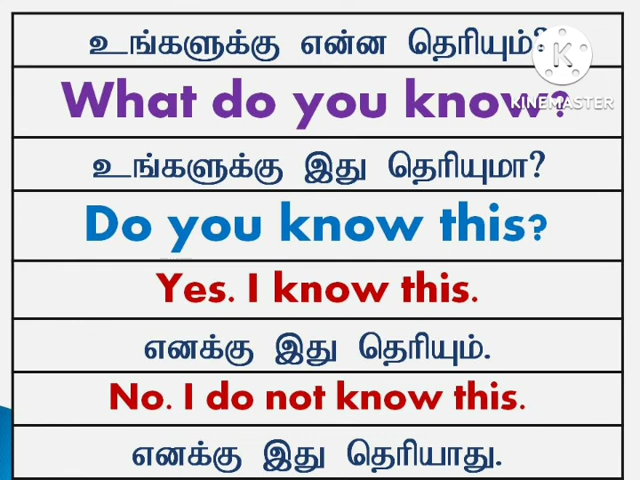 உங்களுக்கு என்ன தெரியும்?
What do you know?
KINEMASTER
உங்களுக்கு இது தெரியுமா?
Do you know this?
Yes. I know this.
எனக்கு இது தெரியும்.
No. I do not know this.
எனக்கு இது தெரியாது.